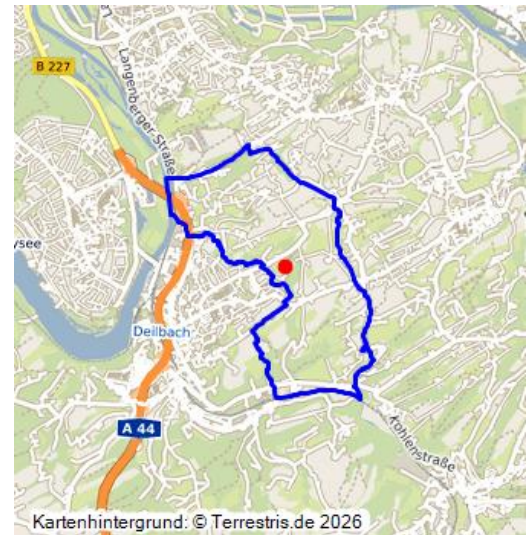 B 227
Langenberger-Straße
ysee
Deilbach
A 44
Kohlenstraße
Kartenhintergrund: © Terrestris.de 2026